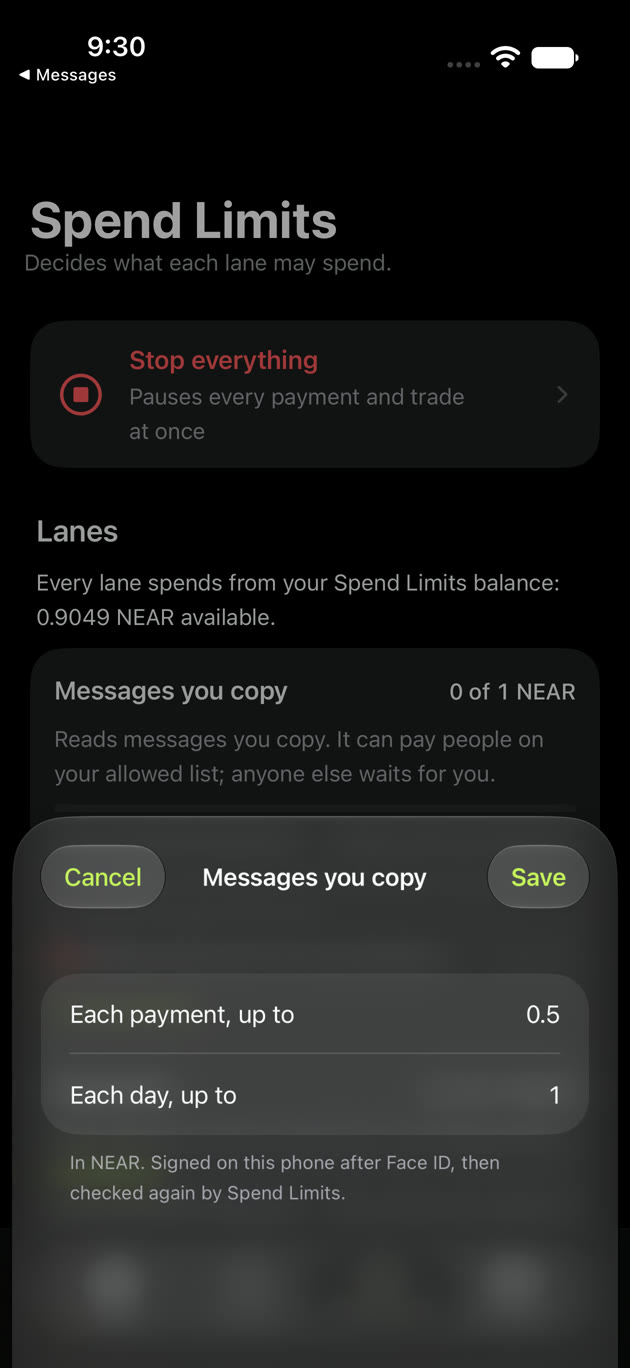 9:30
◀ Messages
Spend Limits
Decides what each lane may spend.
Stop everything
Pauses every payment and trade
at once
Lanes
Every lane spends from your Spend Limits balance:
0.9049 NEAR available.
Messages you copy 0 of 1 NEAR
Reads messages you copy. It can pay people on
your allowed list; anyone else waits for you.
Cancel Messages you copy Save
Each payment, up to 0.5
Each day, up to 1
In NEAR. Signed on this phone after Face ID, then
checked again by Spend Limits.